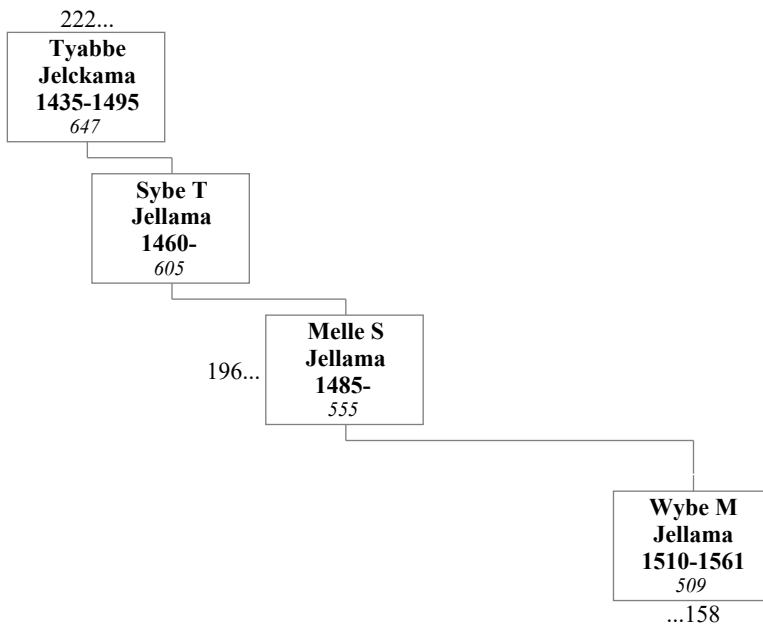 222...
Tyabbe
Jelckama
1435-1495
647
Sybe T
Jellama
1460-
605
Melle S
Jellama
1485-
555
196...
Wybe M
Jellama
1510-1561
509
...158